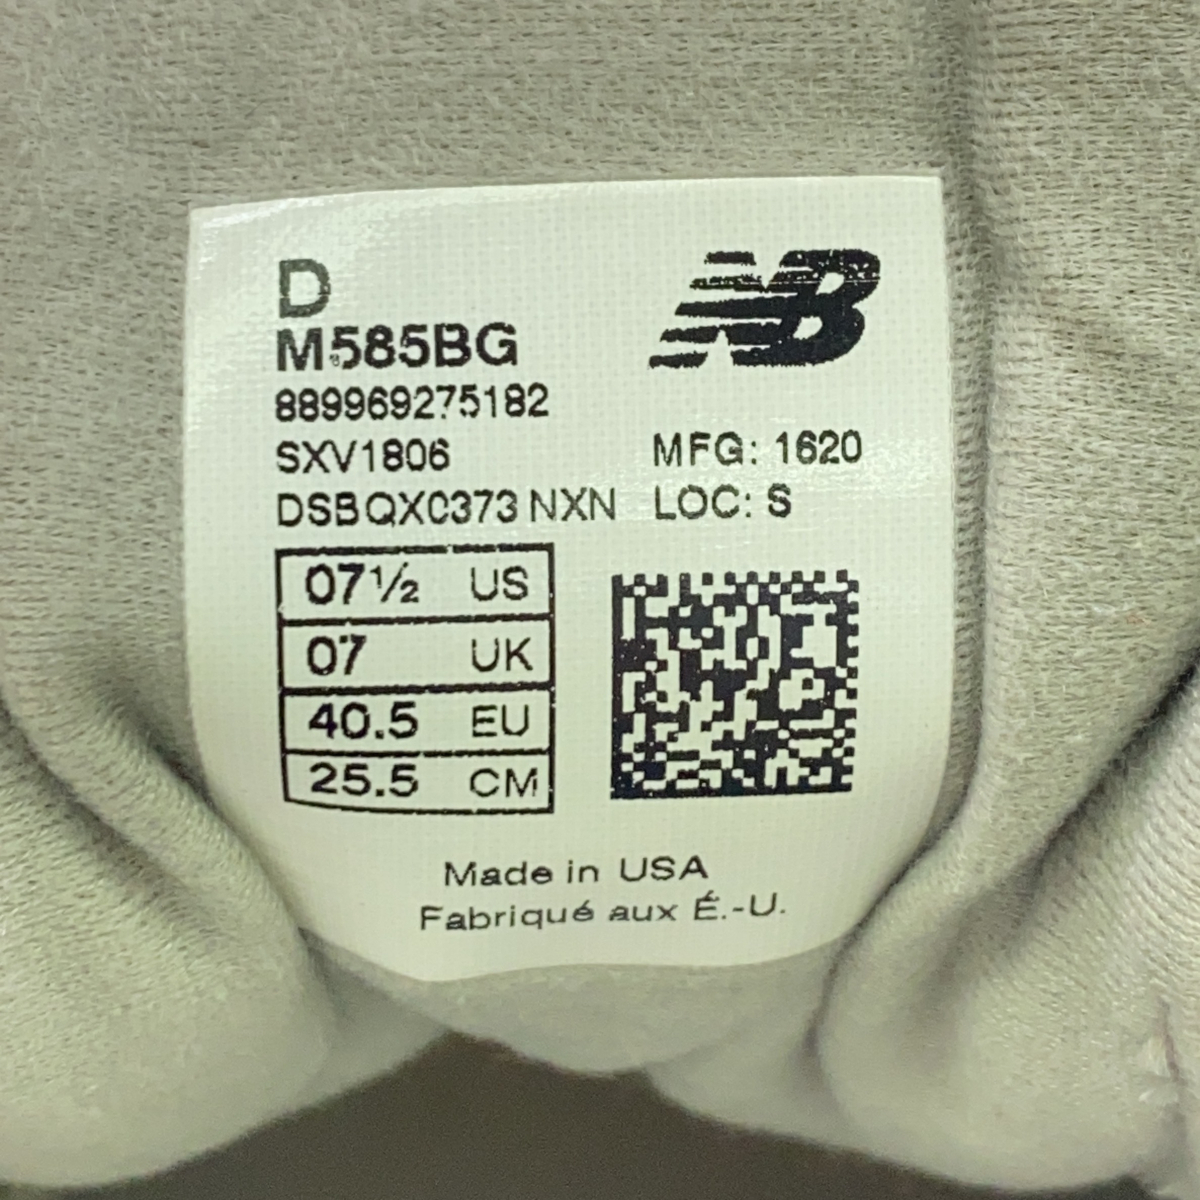 D
NB
M585BG
889969275182
SXV1806
MFG: 1620
DSBQX0373 NXN
LOC: S
07½ US
07 UK
40.5 EU
25.5 CM
Made in USA
Fabriqué aux É.-U.